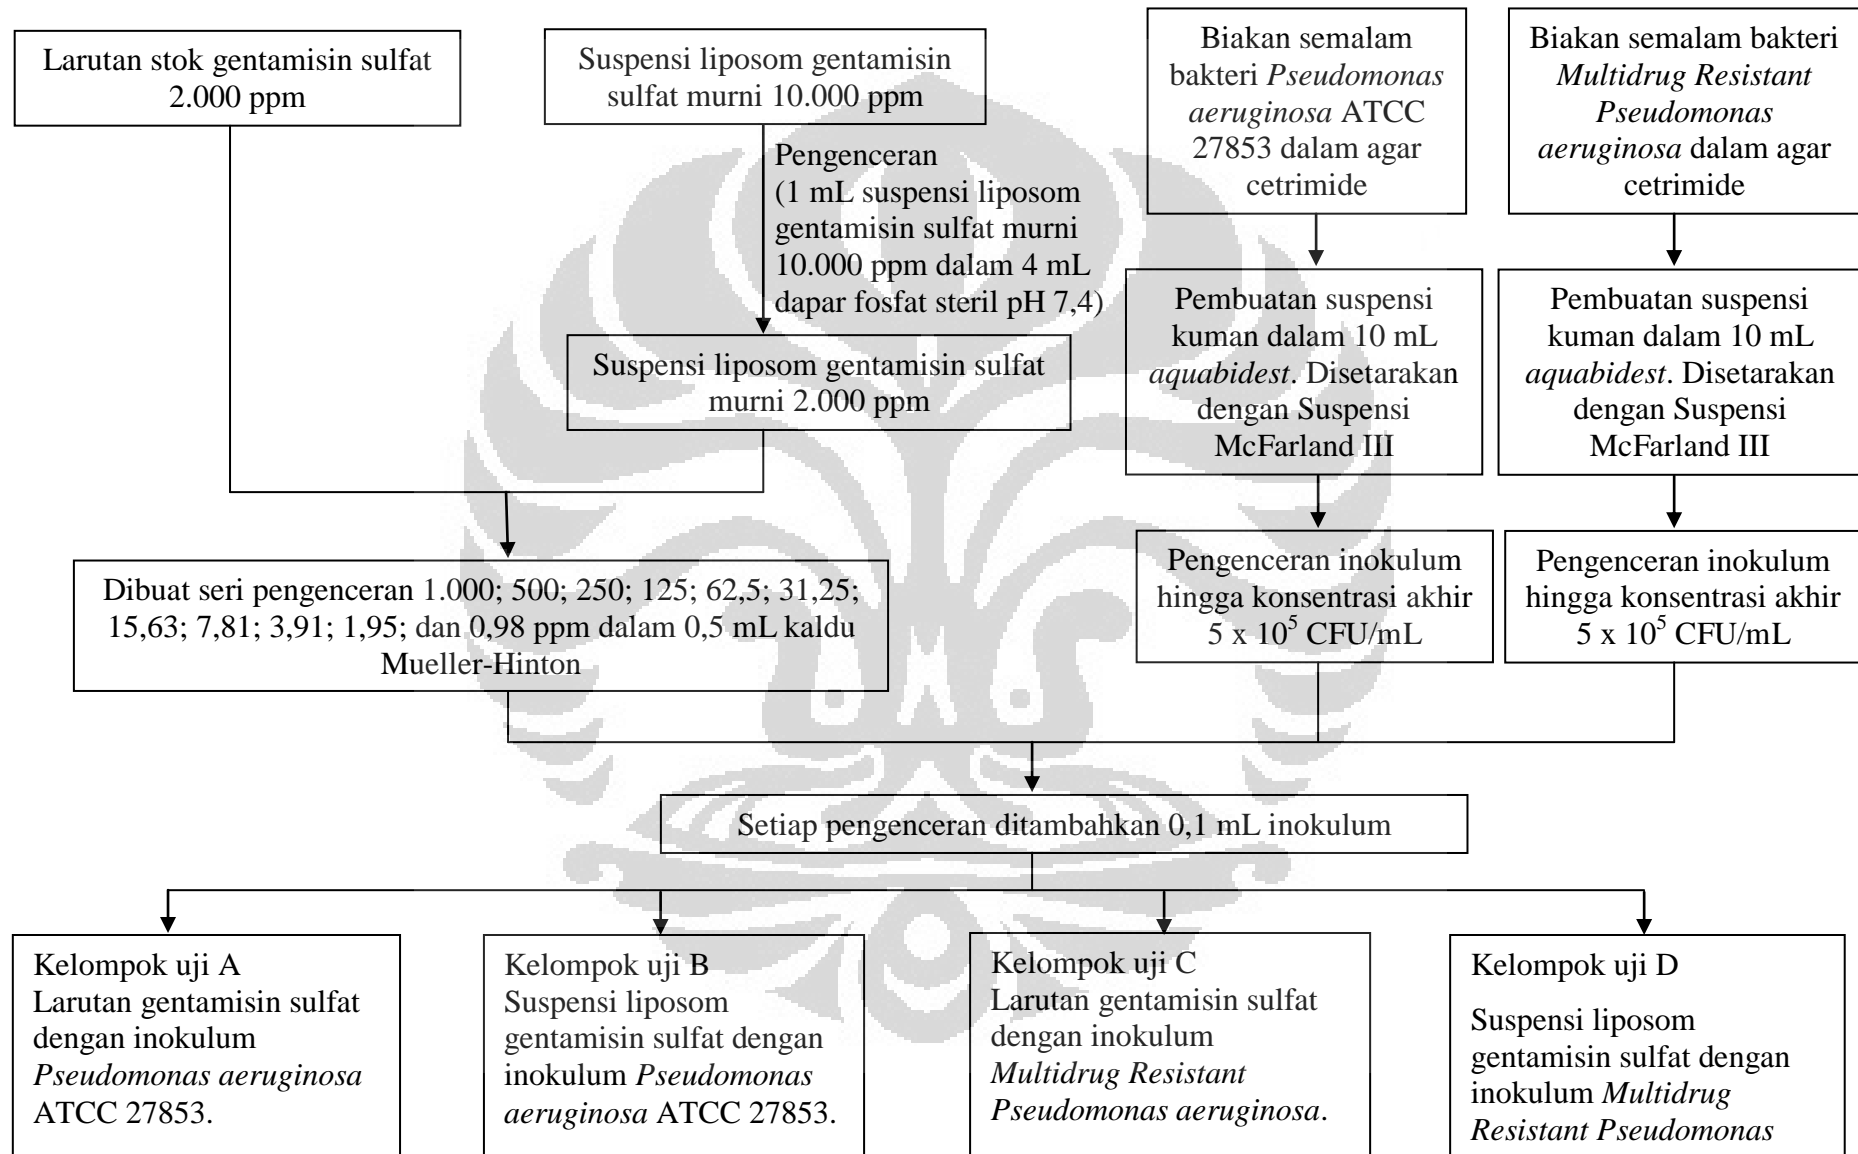 Larutan stok gentamisin sulfat
2.000 ppm
Suspensi liposom gentamisin
sulfat murni 10.000 ppm
Biakan semalam
bakteri Pseudomonas
aeruginosa ATCC
27853 dalam agar
cetrimide
Biakan semalam bakteri
Multidrug Resistant
Pseudomonas
aeruginosa dalam agar
cetrimide
Pengenceran
(1 mL suspensi liposom
gentamisin sulfat murni
10.000 ppm dalam 4 mL
dapar fosfat steril pH 7,4)
Suspensi liposom gentamisin sulfat
murni 2.000 ppm
Pembuatan suspensi
kuman dalam 10 mL
aquabidest. Disetarakan
dengan Suspensi
McFarland III
Pembuatan suspensi
kuman dalam 10 mL
aquabidest. Disetarakan
dengan Suspensi
McFarland III
Dibuat seri pengenceran 1.000; 500; 250; 125; 62,5; 31,25;
15,63; 7,81; 3,91; 1,95; dan 0,98 ppm dalam 0,5 mL kaldu
Mueller-Hinton
Pengenceran inokulum
hingga konsentrasi akhir
5 x 10⁵ CFU/mL
Pengenceran inokulum
hingga konsentrasi akhir
5 x 10⁵ CFU/mL
Setiap pengenceran ditambahkan 0,1 mL inokulum
Kelompok uji A
Larutan gentamisin sulfat
dengan inokulum
Pseudomonas aeruginosa
ATCC 27853.
Kelompok uji B
Suspensi liposom
gentamisin sulfat dengan
inokulum Pseudomonas
aeruginosa ATCC 27853.
Kelompok uji C
Larutan gentamisin sulfat
dengan inokulum
Multidrug Resistant
Pseudomonas aeruginosa.
Kelompok uji D
Suspensi liposom
gentamisin sulfat dengan
inokulum Multidrug
Resistant Pseudomonas